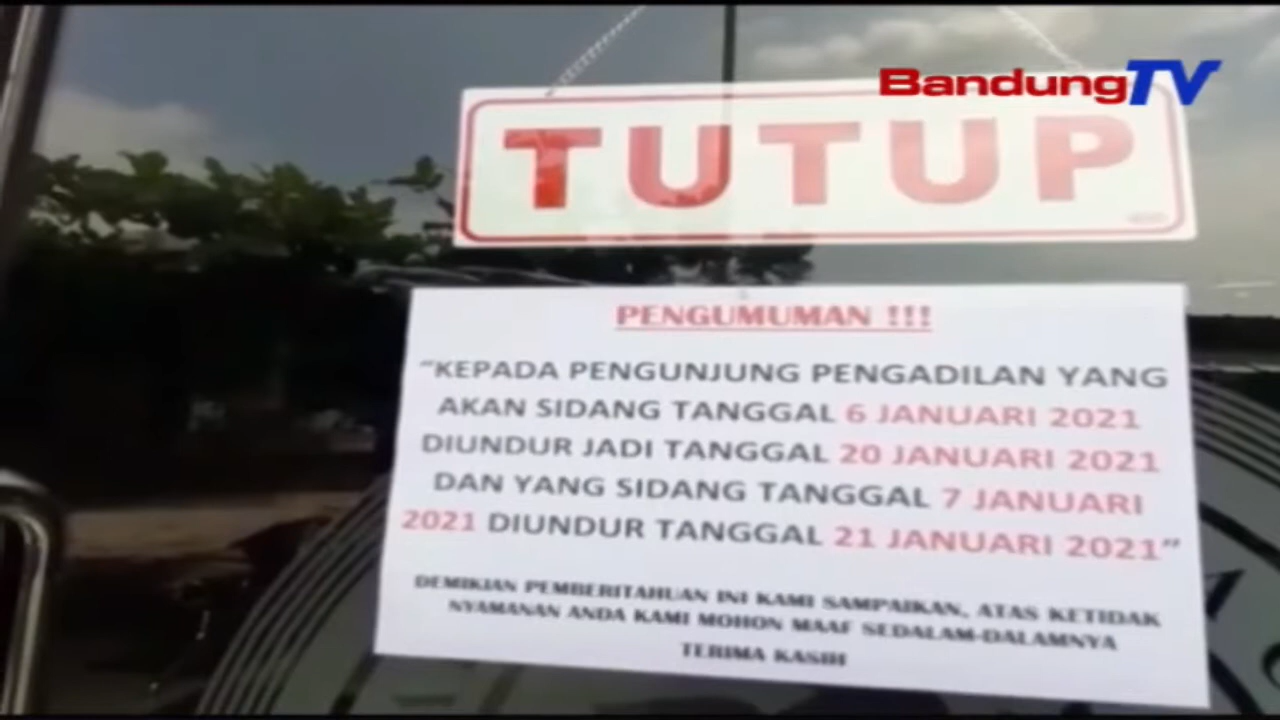 BandungTV
TUTUP
PENGUMUMAN !!!
"KEPADA PENGUNJUNG PENGADILAN YANG
AKAN SIDANG TANGGAL 6 JANUARI 2021
DIUNDUR JADI TANGGAL 20 JANUARI 2021
DAN YANG SIDANG TANGGAL 7 JANUARI
2021 DIUNDUR TANGGAL 21 JANUARI 2021"
DEMIKIAN PEMBERITAHUAN INI KAMI SAMPAIKAN, ATAS KETIDAK
NYAMANAN ANDA KAMI MOHON MAAF SEDALAM-DALAMNYA
TERIMA KASIH